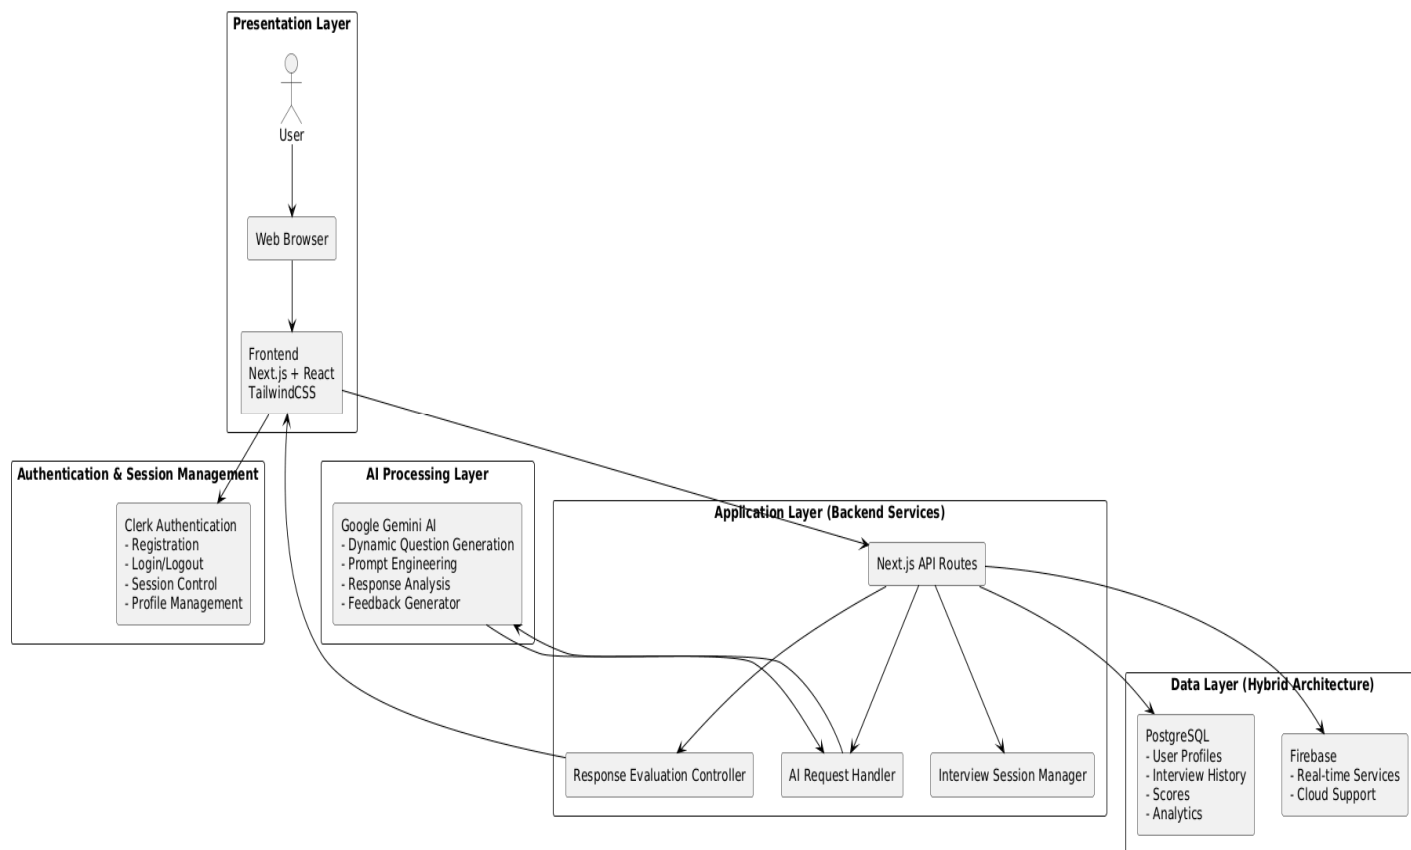 Presentation Layer
User
Web Browser
Frontend
Next.js + React
TailwindCSS
Authentication & Session Management
Clerk Authentication
- Registration
- Login/Logout
- Session Control
- Profile Management
AI Processing Layer
Google Gemini AI
- Dynamic Question Generation
- Prompt Engineering
- Response Analysis
- Feedback Generator
Application Layer (Backend Services)
Next.js API Routes
Response Evaluation Controller
AI Request Handler
Interview Session Manager
Data Layer (Hybrid Architecture)
PostgreSQL
- User Profiles
- Interview History
- Scores
- Analytics
Firebase
- Real-time Services
- Cloud Support